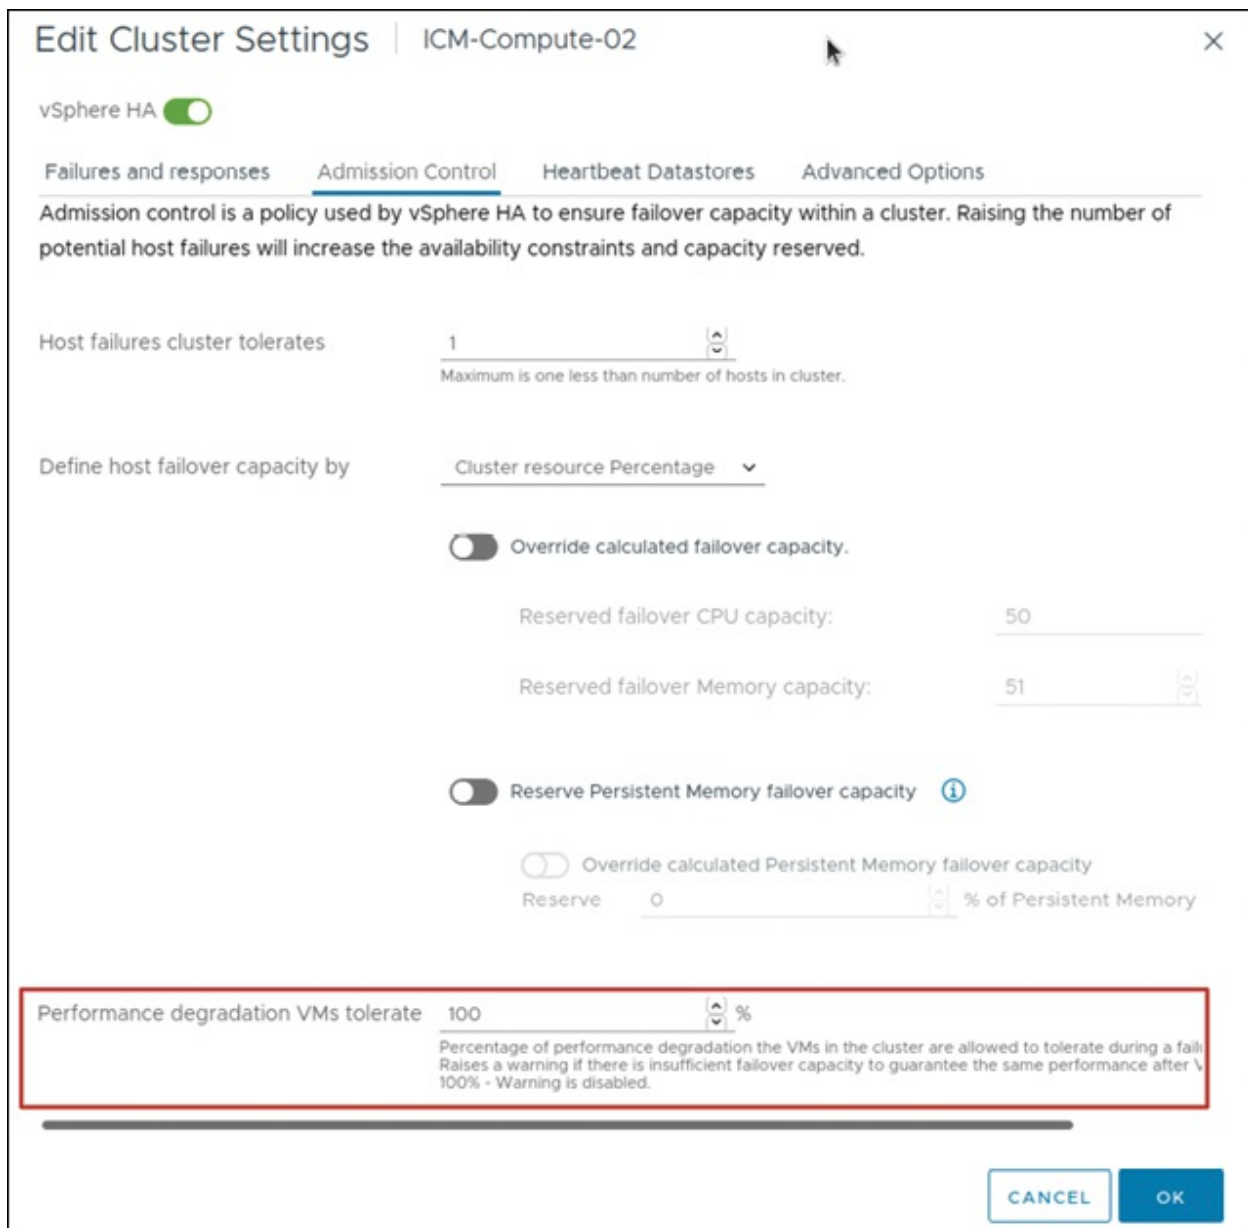 Edit Cluster Settings | ICM-Compute-02
vSphere HA
Failures and responses Admission Control Heartbeat Datastores Advanced Options
Admission control is a policy used by vSphere HA to ensure failover capacity within a cluster. Raising the number of
potential host failures will increase the availability constraints and capacity reserved.
Host failures cluster tolerates 1
Maximum is one less than number of hosts in cluster.
Define host failover capacity by Cluster resource Percentage
Override calculated failover capacity.
Reserved failover CPU capacity: 50
Reserved failover Memory capacity: 51
Reserve Persistent Memory failover capacity
Override calculated Persistent Memory failover capacity
Reserve 0 % of Persistent Memory
Performance degradation VMs tolerate 100 %
Percentage of performance degradation the VMs in the cluster are allowed to tolerate during a
Raises a warning if there is insufficient failover capacity to guarantee the same performance after
100% - Warning is disabled.
CANCEL OK